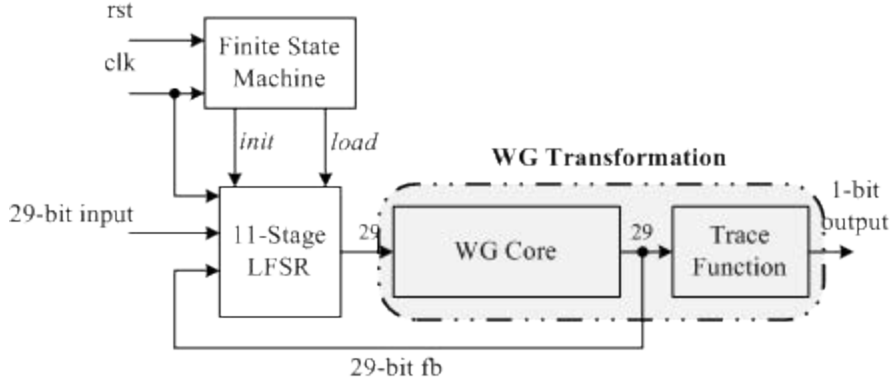 rst
clk
Finite State
Machine
init
load
WG Transformation
29-bit input
11-Stage
LFSR
29
WG Core
29
Trace
Function
1-bit
output
29-bit fb